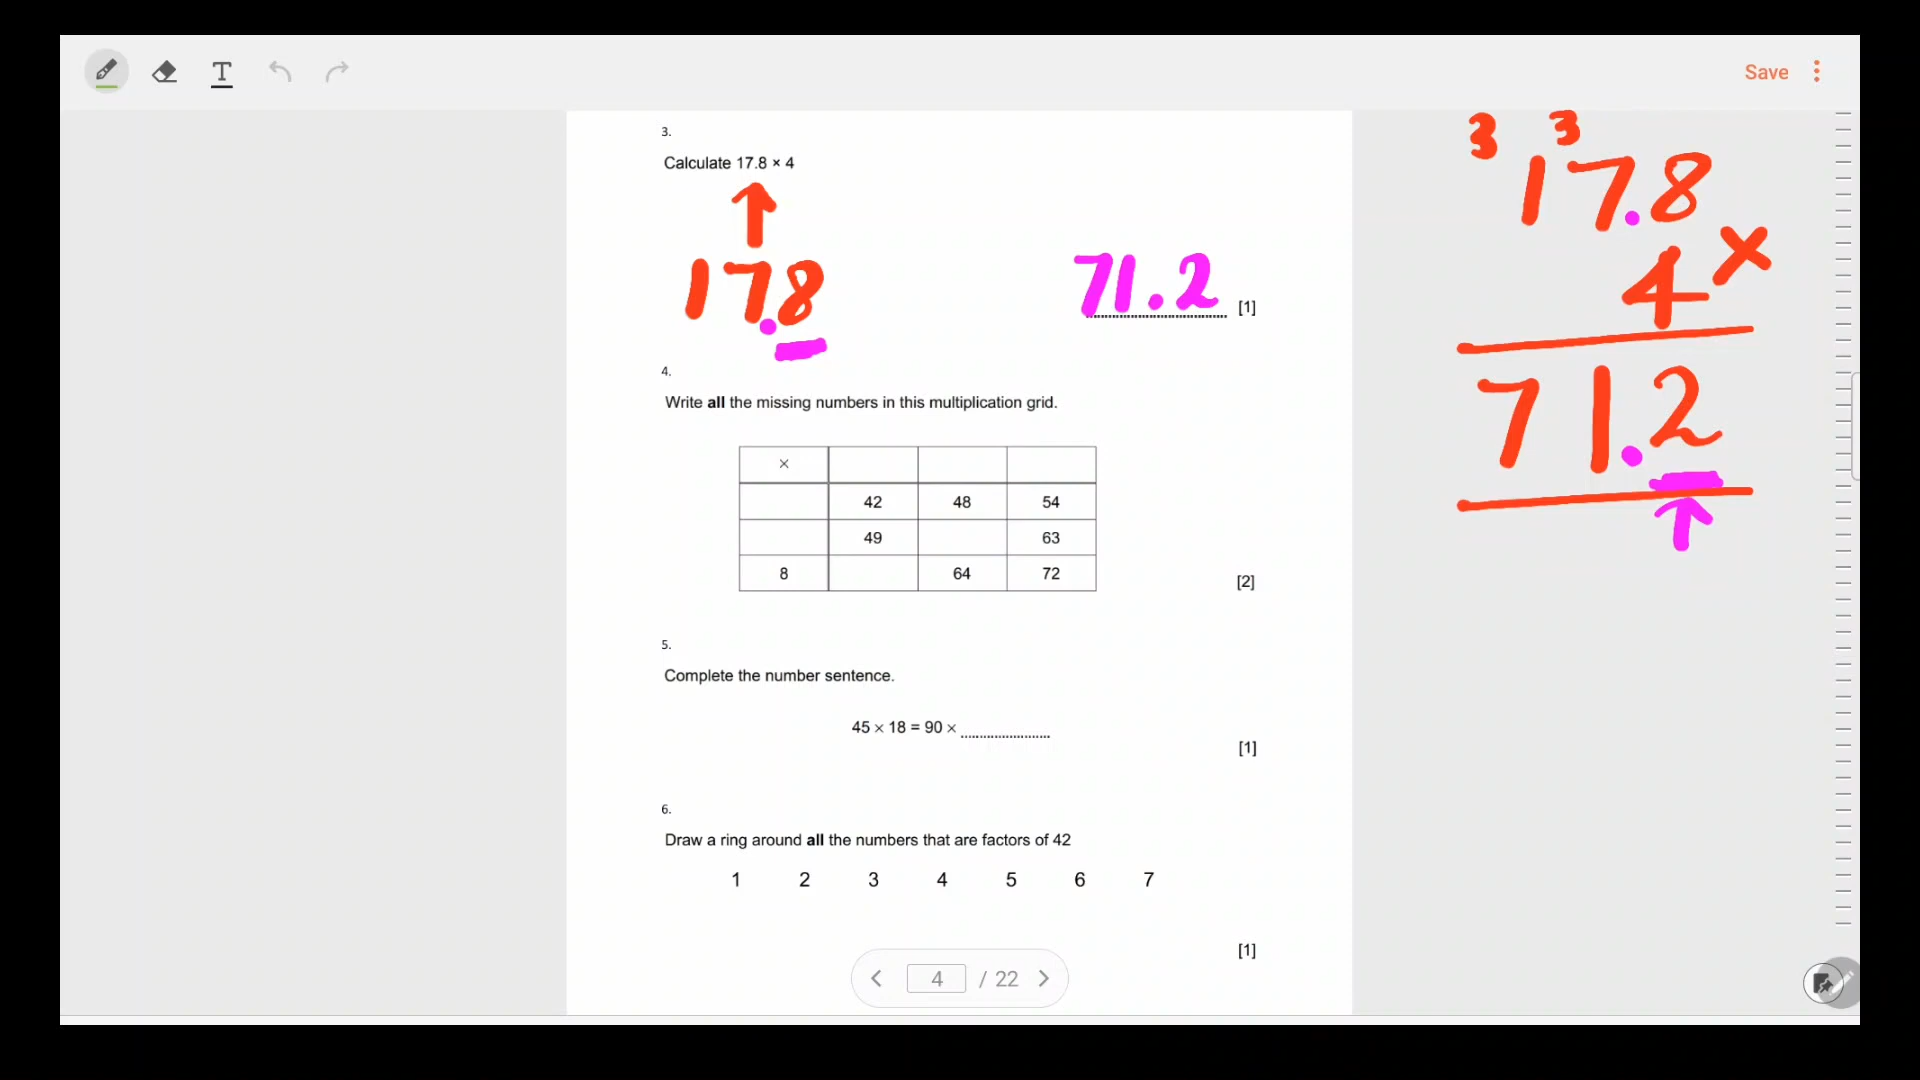 T
Save
3.
Calculate 17.8 × 4
17.8
71.2
[1]
3 3
17.8
4 ×
71.2
4.
Write all the missing numbers in this multiplication grid.
×
42 48 54
49 63
8 64 72
[2]
5.
Complete the number sentence.
45 × 18 = 90 × ........................
[1]
6.
Draw a ring around all the numbers that are factors of 42
1 2 3 4 5 6 7
[1]
4 / 22